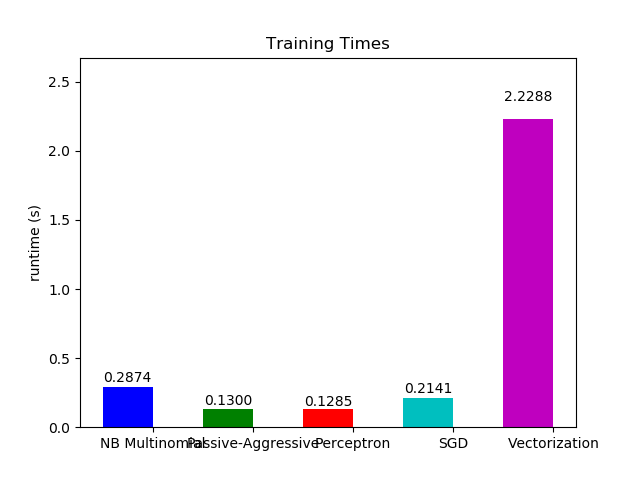 Training Times
runtime (s)
2.5
2.0
1.5
1.0
0.5
0.0
0.2874
0.1300
0.1285
0.2141
2.2288
NB Multinomial
Passive-Aggressive
Perceptron
SGD
Vectorization